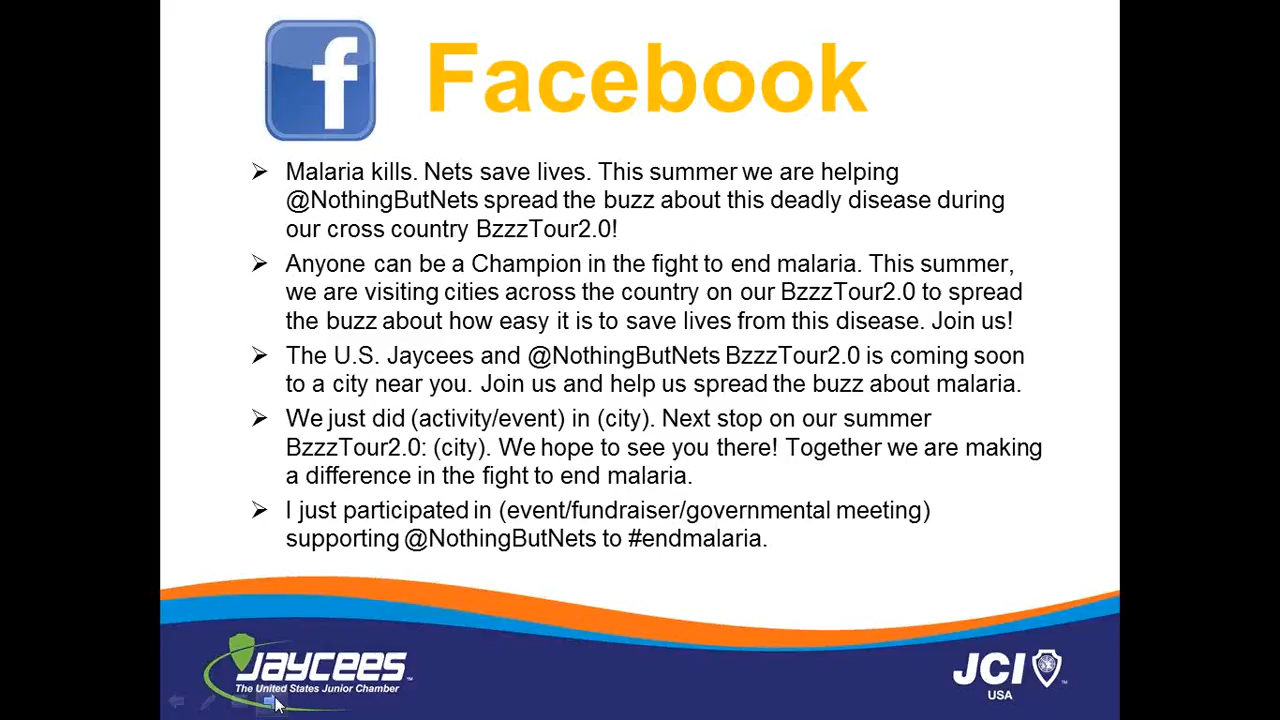 f Facebook
Malaria kills. Nets save lives. This summer we are helping
@NothingButNets spread the buzz about this deadly disease during
our cross country BzzzTour2.0!
Anyone can be a Champion in the fight to end malaria. This summer,
we are visiting cities across the country on our BzzzTour2.0 to spread
the buzz about how easy it is to save lives from this disease. Join us!
The U.S. Jaycees and @NothingButNets BzzzTour2.0 is coming soon
to a city near you. Join us and help us spread the buzz about malaria.
We just did (activity/event) in (city). Next stop on our summer
BzzzTour2.0: (city). We hope to see you there! Together we are making
a difference in the fight to end malaria.
I just participated in (event/fundraiser/governmental meeting)
supporting @NothingButNets to #endmalaria.
Jaycees™
The United States Junior Chamber
JCI™
USA